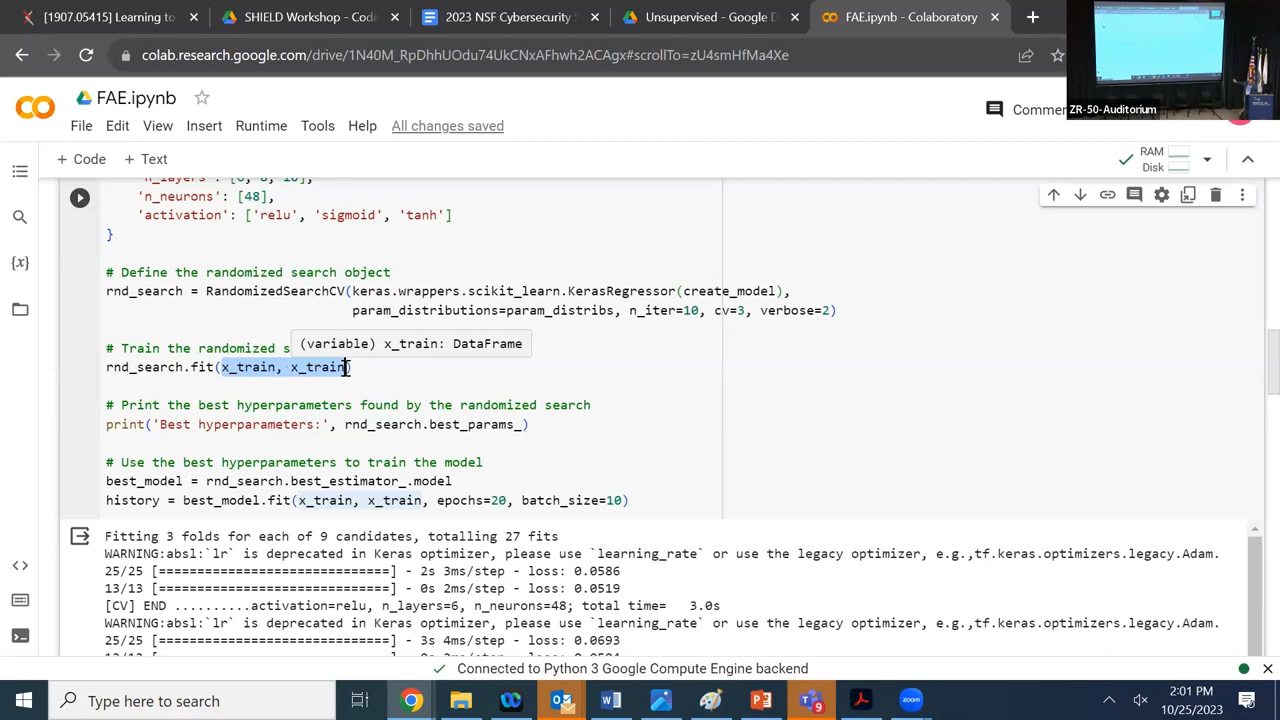 [1907.05418] Learning to
SHIELD Workshop - Code
2023 National Security
Unsupervised - Google D
FAE.ipynb - Colaboratory
colab.research.google.com/drive/
FAE.ipynb
Comme
ZR-50-Auditorium
File Edit View Insert Runtime Tools Help All changes saved
+ Code + Text
RAM
Disk
'n_neurons': [48],
'activation': ['relu', 'sigmoid', 'tanh']
}
# Define the randomized search object
rnd_search = RandomizedSearchCV(keras.wrappers.scikit_learn.KerasRegressor(create_model),
param_distributions=param_distribs, n_iter=10, cv=3, verbose=2)
(variable) x_train: DataFrame
# Train the randomized s
rnd_search.fit(x_train, x_train)
# Print the best hyperparameters found by the randomized search
print('Best hyperparameters:', rnd_search.best_params_)
# Use the best hyperparameters to train the model
best_model = rnd_search.best_estimator_.model
history = best_model.fit(x_train, x_train, epochs=20, batch_size=10)
Fitting 3 folds for each of 9 candidates, totalling 27 fits
WARNING:absl:`lr` is deprecated in Keras optimizer, please use `learning_rate` or use the legacy optimizer, e.g.,tf.keras.optimizers.legacy.Adam.
25/25 [==============================] - 2s 3ms/step - loss: 0.0586
13/13 [==============================] - 0s 2ms/step - loss: 0.0519
[CV] END ..........activation=relu, n_layers=6, n_neurons=48; total time=   3.0s
WARNING:absl:`lr` is deprecated in Keras optimizer, please use `learning_rate` or use the legacy optimizer, e.g.,tf.keras.optimizers.legacy.Adam.
25/25 [==============================] - 3s 4ms/step - loss: 0.0693
Connected to Python 3 Google Compute Engine backend
Type here to search
9
zoom
2:01 PM
10/25/2023